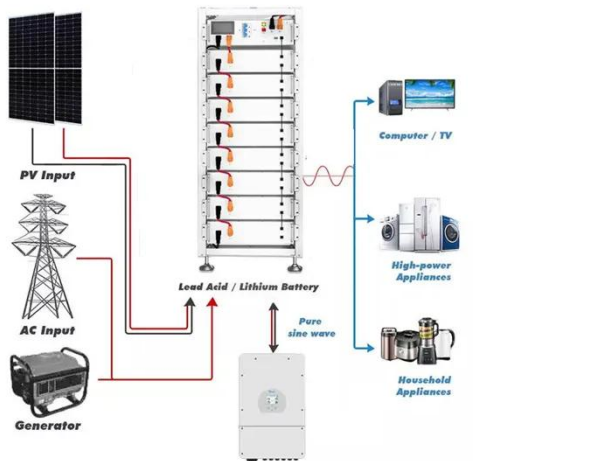 PV Input
AC Input
Generator
Lead Acid / Lithium Battery
Pure
sine wave
Computer / TV
High-power
Appliances
Household
Appliances